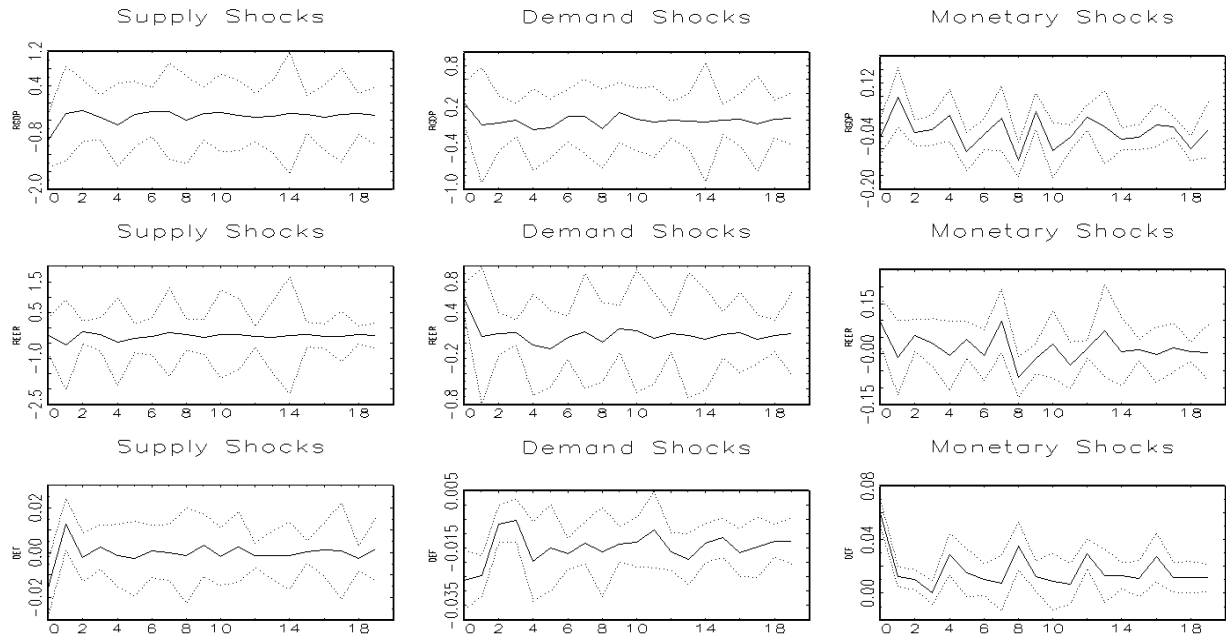 Supply Shocks
RGDP
1.2
0.4
-0.8
-2.0
0 2 4 6 8 10 14 18
Demand Shocks
RGDP
0.8
0.2
-0.4
-1.0
0 2 4 6 8 10 14 18
Monetary Shocks
RGDP
0.12
-0.04
-0.20
0 2 4 6 8 10 14 18
Supply Shocks
REER
1.5
0.5
-1.0
-2.5
0 2 4 6 8 10 14 18
Demand Shocks
REER
0.8
0.4
-0.2
-0.8
0 2 4 6 8 10 14 18
Monetary Shocks
REER
0.15
-0.00
-0.15
0 2 4 6 8 10 14 18
Supply Shocks
DEF
0.02
0.00
-0.02
0 2 4 6 8 10 14 18
Demand Shocks
DEF
0.005
-0.015
-0.035
0 2 4 6 8 10 14 18
Monetary Shocks
DEF
0.08
0.04
0.00
0 2 4 6 8 10 14 18